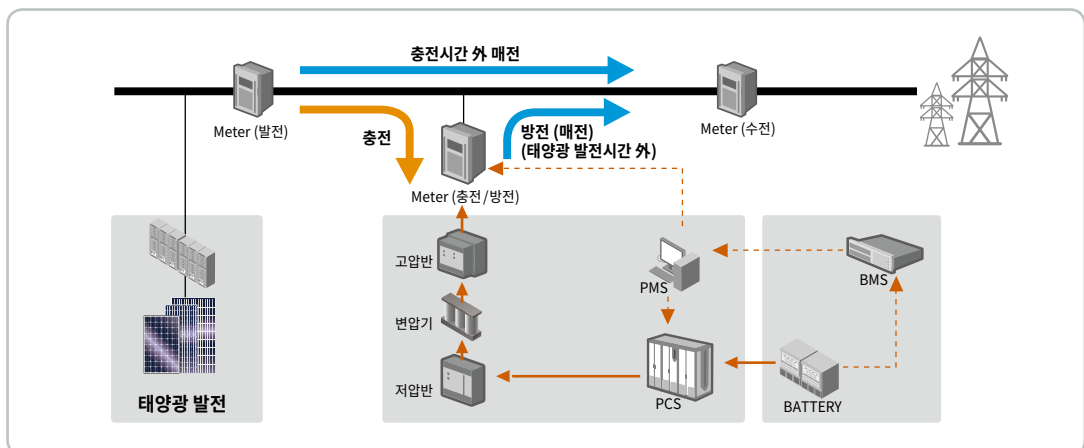 충전시간 外 매전
Meter (발전)
충전
방전 (매전)
(태양광 발전시간 外)
Meter (수전)
Meter (충전/방전)
고압반
변압기
저압반
PMS
PCS
BMS
BATTERY
태양광 발전